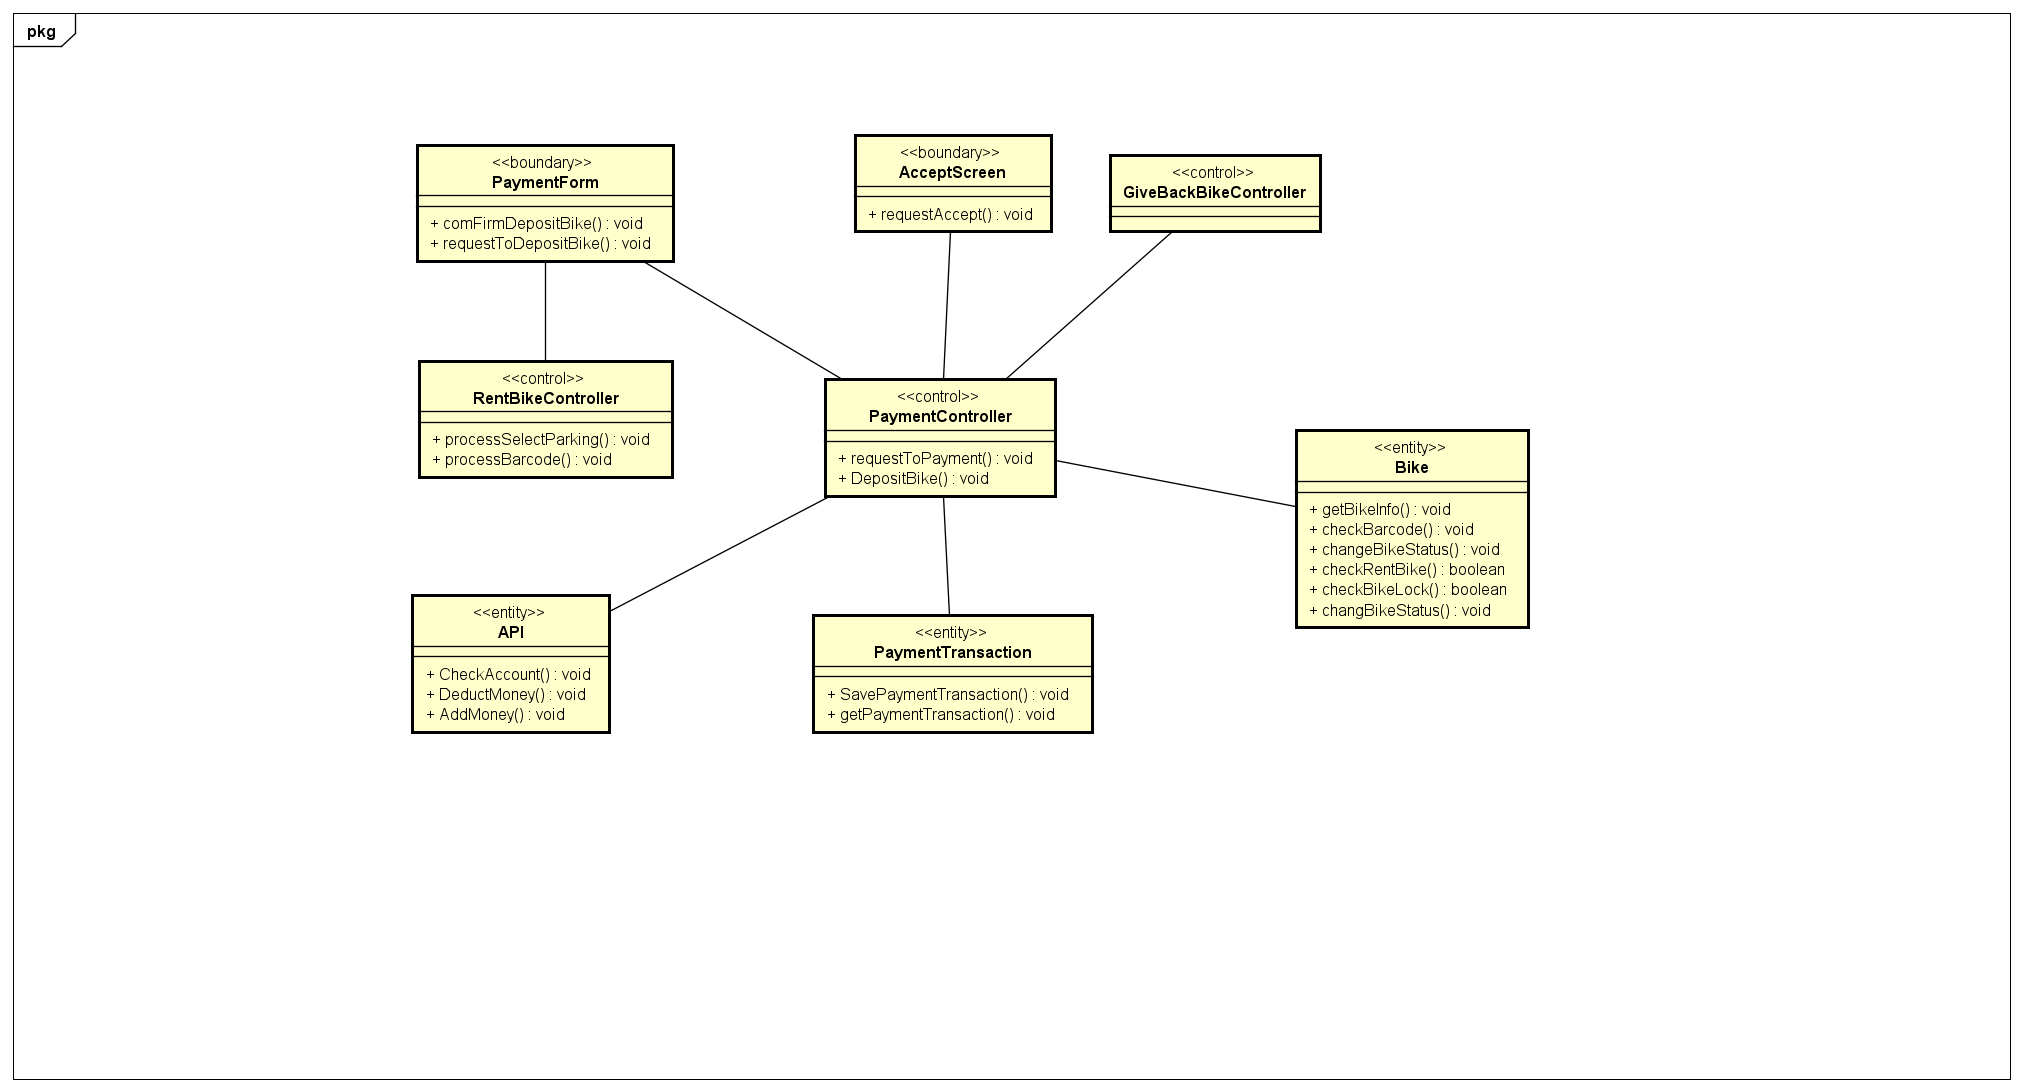 pkg
<<boundary>>
PaymentForm
+ comFirmDepositBike() : void
+ requestToDepositBike() : void
<<boundary>>
AcceptScreen
+ requestAccept() : void
<<control>>
GiveBackBikeController
<<control>>
RentBikeController
+ processSelectParking() : void
+ processBarcode() : void
<<control>>
PaymentController
+ requestToPayment() : void
+ DepositBike() : void
<<entity>>
Bike
+ getBikeInfo() : void
+ checkBarcode() : void
+ changeBikeStatus() : void
+ checkRentBike() : boolean
+ checkBikeLock() : boolean
+ changBikeStatus() : void
<<entity>>
API
+ CheckAccount() : void
+ DeductMoney() : void
+ AddMoney() : void
<<entity>>
PaymentTransaction
+ SavePaymentTransaction() : void
+ getPaymentTransaction() : void